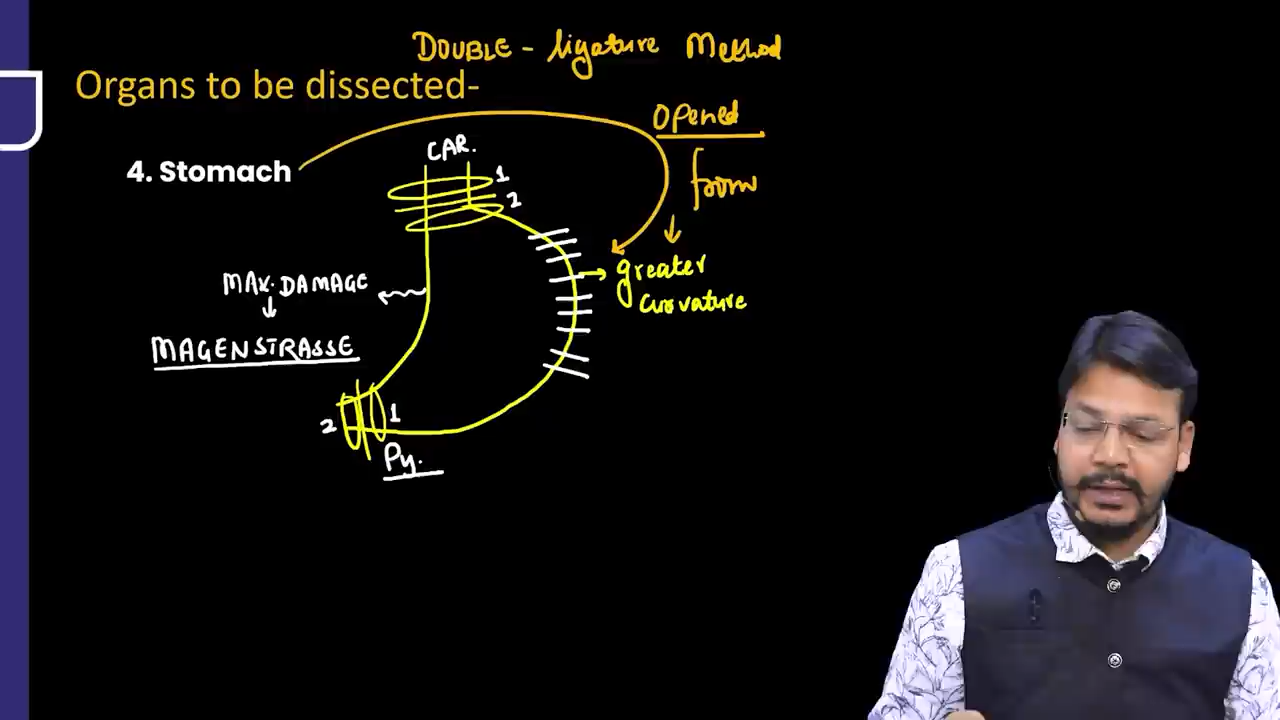 DOUBLE - ligature Method
Organs to be dissected-
opened
4. Stomach
CAR.
1
from
2
greater
curvature
MAX. DAMAGE
MAGENSTRASSE
2
1
Py.